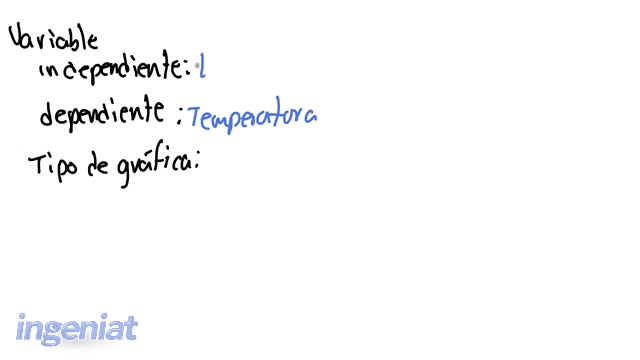 Variable
independiente:
dependiente: Temperatura
Tipo de gráfica:
ingeniat